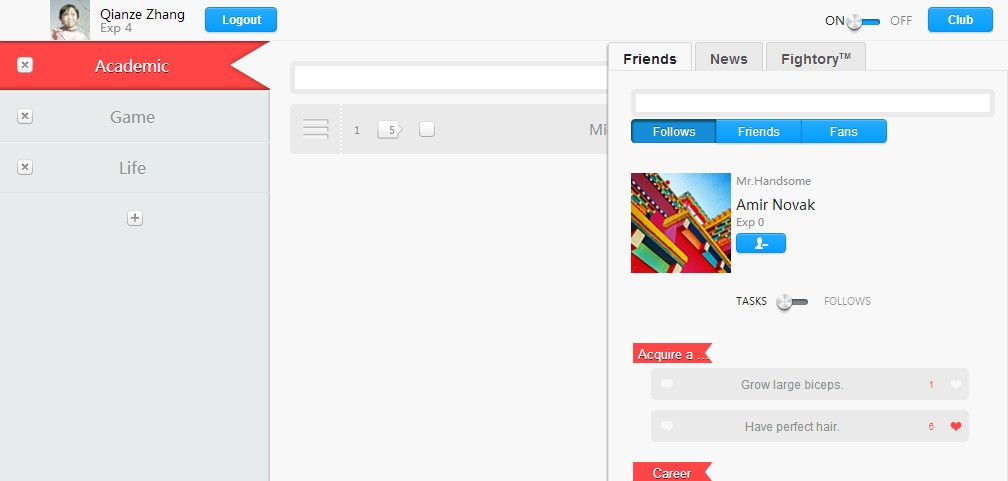 Qianze Zhang
Exp 4
Logout
ON
OFF
Club
Academic
Game
Life
1
5
Mi
Friends
News
Fightory™
Follows
Friends
Fans
Mr.Handsome
Amir Novak
Exp 0
TASKS
FOLLOWS
Acquire a ...
Grow large biceps.
1
Have perfect hair.
6
Career